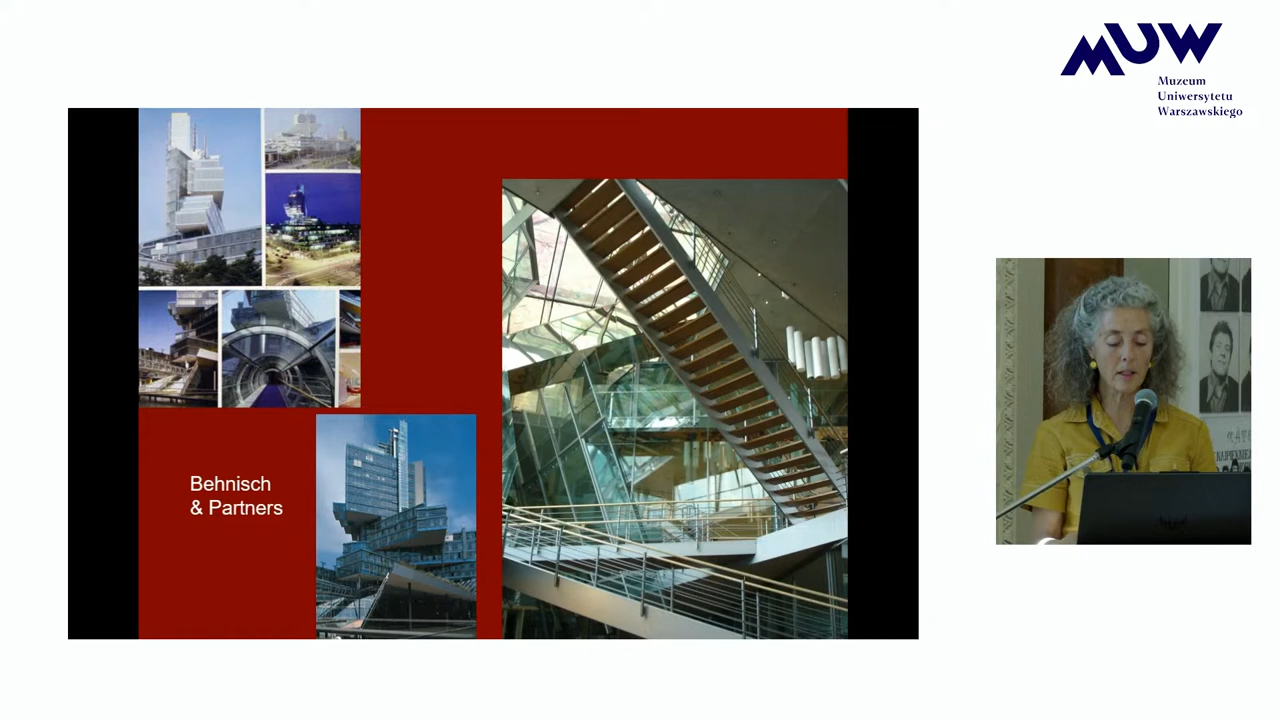 MUW
Muzeum
Uniwersytetu
Warszawskiego
Behnisch
& Partners